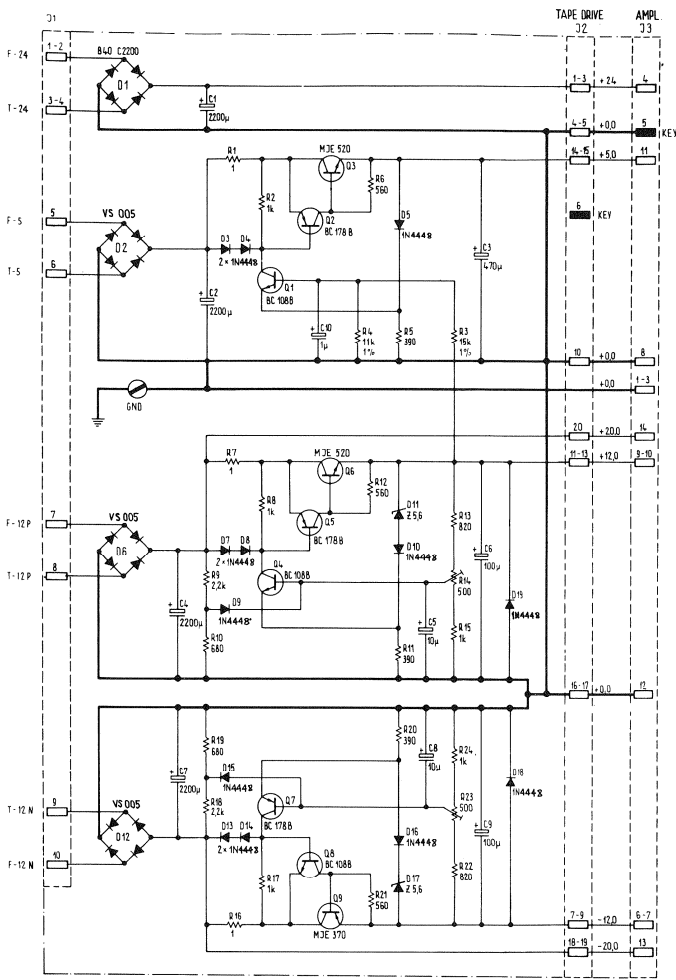 TAPE DRIVE AMPL.
J1 J2 J3
F-24 1-2 B40 C2200
D1
1-3 +24 4
T-24 3-4
+ C1
2200µ
4-5 +0,0 5 KEY
14-15 +5,0 11
R1
1
MJE 520
Q3
R2
1k
R6
560
6 KEY
F-5 5 VS 005
D2
Q2
BC 178 B
D5
1N4448
D3 D4
2 × 1N4448
+ C3
470µ
T-5 6
Q1
BC 108B
+ C2
2200µ
+ C10
1µ
R4
11k
1%
R5
390
R3
15k
1%
10 +0,0 8
+0,0 1-3
GND
20 +20,0 14
11-13 +12,0 9-10
R7
1
MJE 520
Q6
R8
1k
R12
560
D11
Z 5,6
R13
820
F-12P 7 VS 005
D6
Q5
BC 178 B
D7 D8
2×1N4448
D10
1N4448
+ C6
100µ
T-12P 8
R9
2,2k
Q4
BC 108B
R14
500
D9
1N4448
D19
1N4448
+ C4
2200µ
R10
680
+ C5
10µ
R15
1k
R11
390
16-17 +0,0 12
R19
680
R20
390
+ C8
10µ
R24
1k
+ C7
2200µ
D15
1N4448
D18
1N4448
R18
2,2k
Q7
BC 178B
R23
500
T-12N 9 VS 005
D12
D13 D14
2×1N4448
D16
1N4448
+ C9
100µ
F-12N 10
Q8
BC 108B
R17
1k
Q9
R21
560
D17
Z 5,6
R22
820
R16
1
MJE 370
7-9 -12,0 6-7
18-19 -20,0 13